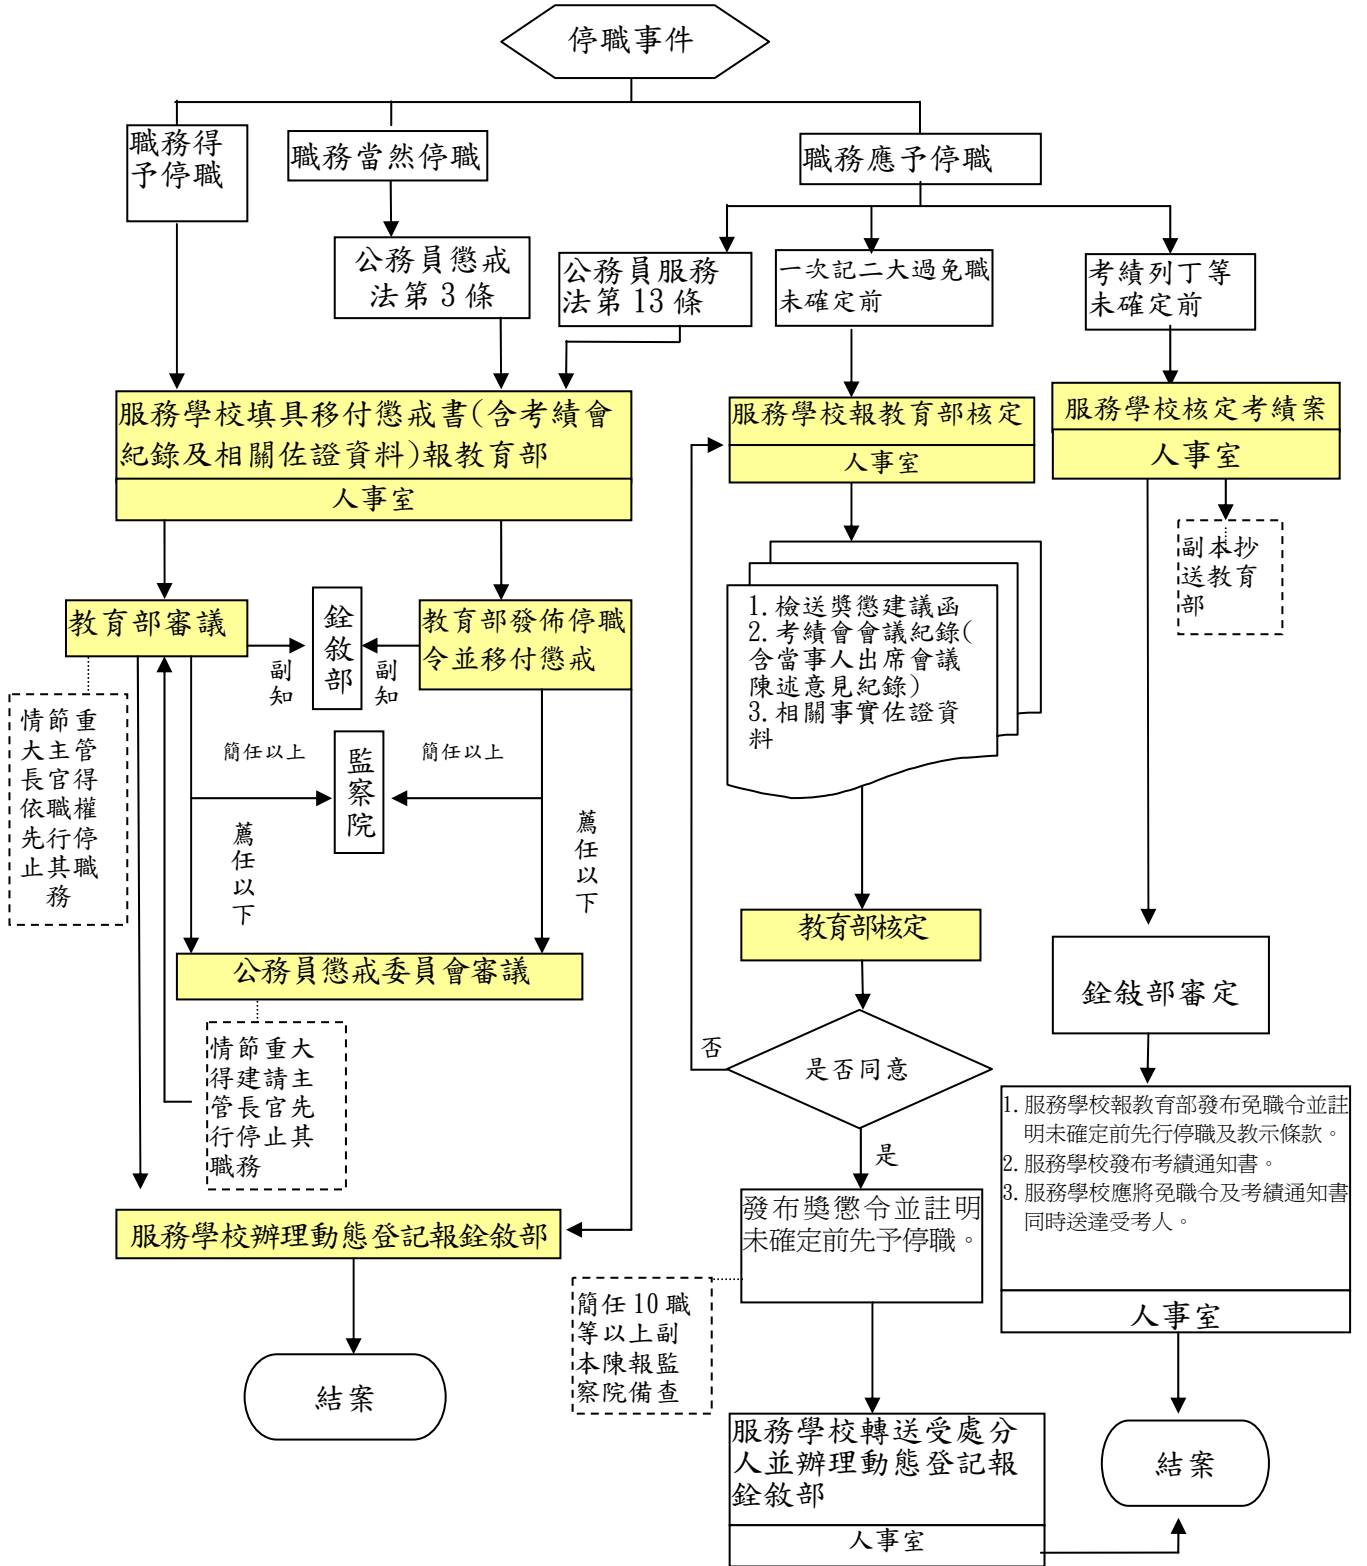 停職事件
職務得
予停職
職務當然停職
職務應予停職
公務員懲戒
法第 3 條
公務員服務
法第 13 條
一次記二大過免職
未確定前
考績列丁等
未確定前
服務學校填具移付懲戒書(含考績會
紀錄及相關佐證資料)報教育部
人事室
服務學校報教育部核定
人事室
服務學校核定考績案
人事室
副本抄
送教育
部
教育部審議
副
知
銓
敘
部
副
知
教育部發佈停職
令並移付懲戒
1.檢送獎懲建議函
2.考績會會議紀錄(
含當事人出席會議
陳述意見紀錄)
3.相關事實佐證資
料
情節重
大主管
長官得
依職權
先行停
止其職
務
簡任以上
監
察
院
簡任以上
薦
任
以
下
薦
任
以
下
教育部核定
公務員懲戒委員會審議
銓敍部審定
情節重大
得建請主
管長官先
行停止其
職務
否
是否同意
是
1. 服務學校報教育部發布免職令並註
明未確定前先行停職及教示條款。
2. 服務學校發布考績通知書。
3. 服務學校應將免職令及考績通知書
同時送達受考人。
人事室
服務學校辦理動態登記報銓敘部
發布獎懲令並註明
未確定前先予停職。
簡任 10 職
等以上副
本陳報監
察院備查
結案
服務學校轉送受處分
人並辦理動態登記報
銓敘部
人事室
結案